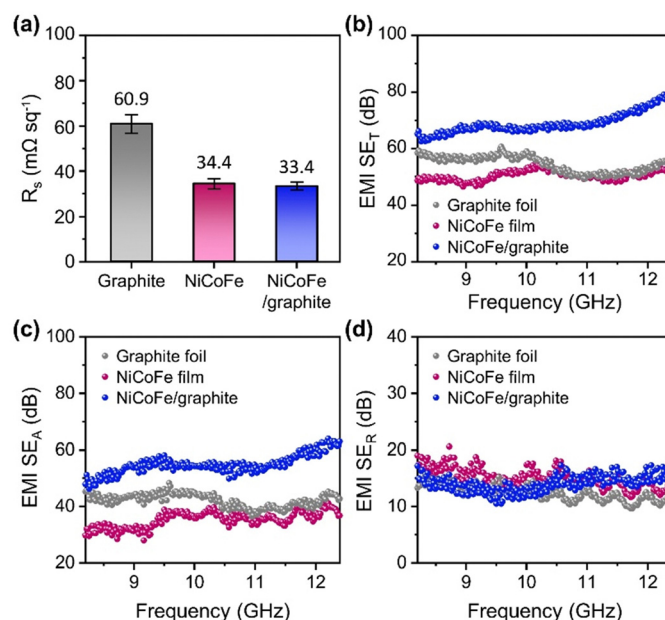 (a)
100
80
60
40
20
0
R_s (mΩ sq⁻¹)
60.9
34.4
33.4
Graphite
NiCoFe
NiCoFe
/graphite
(b)
100
80
60
40
20
EMI SE_T (dB)
Graphite foil
NiCoFe film
NiCoFe/graphite
9
10
11
12
Frequency (GHz)
(c)
100
80
60
40
20
EMI SE_A (dB)
Graphite foil
NiCoFe film
NiCoFe/graphite
9
10
11
12
Frequency (GHz)
(d)
40
30
20
10
0
EMI SE_R (dB)
Graphite foil
NiCoFe film
NiCoFe/graphite
9
10
11
12
Frequency (GHz)